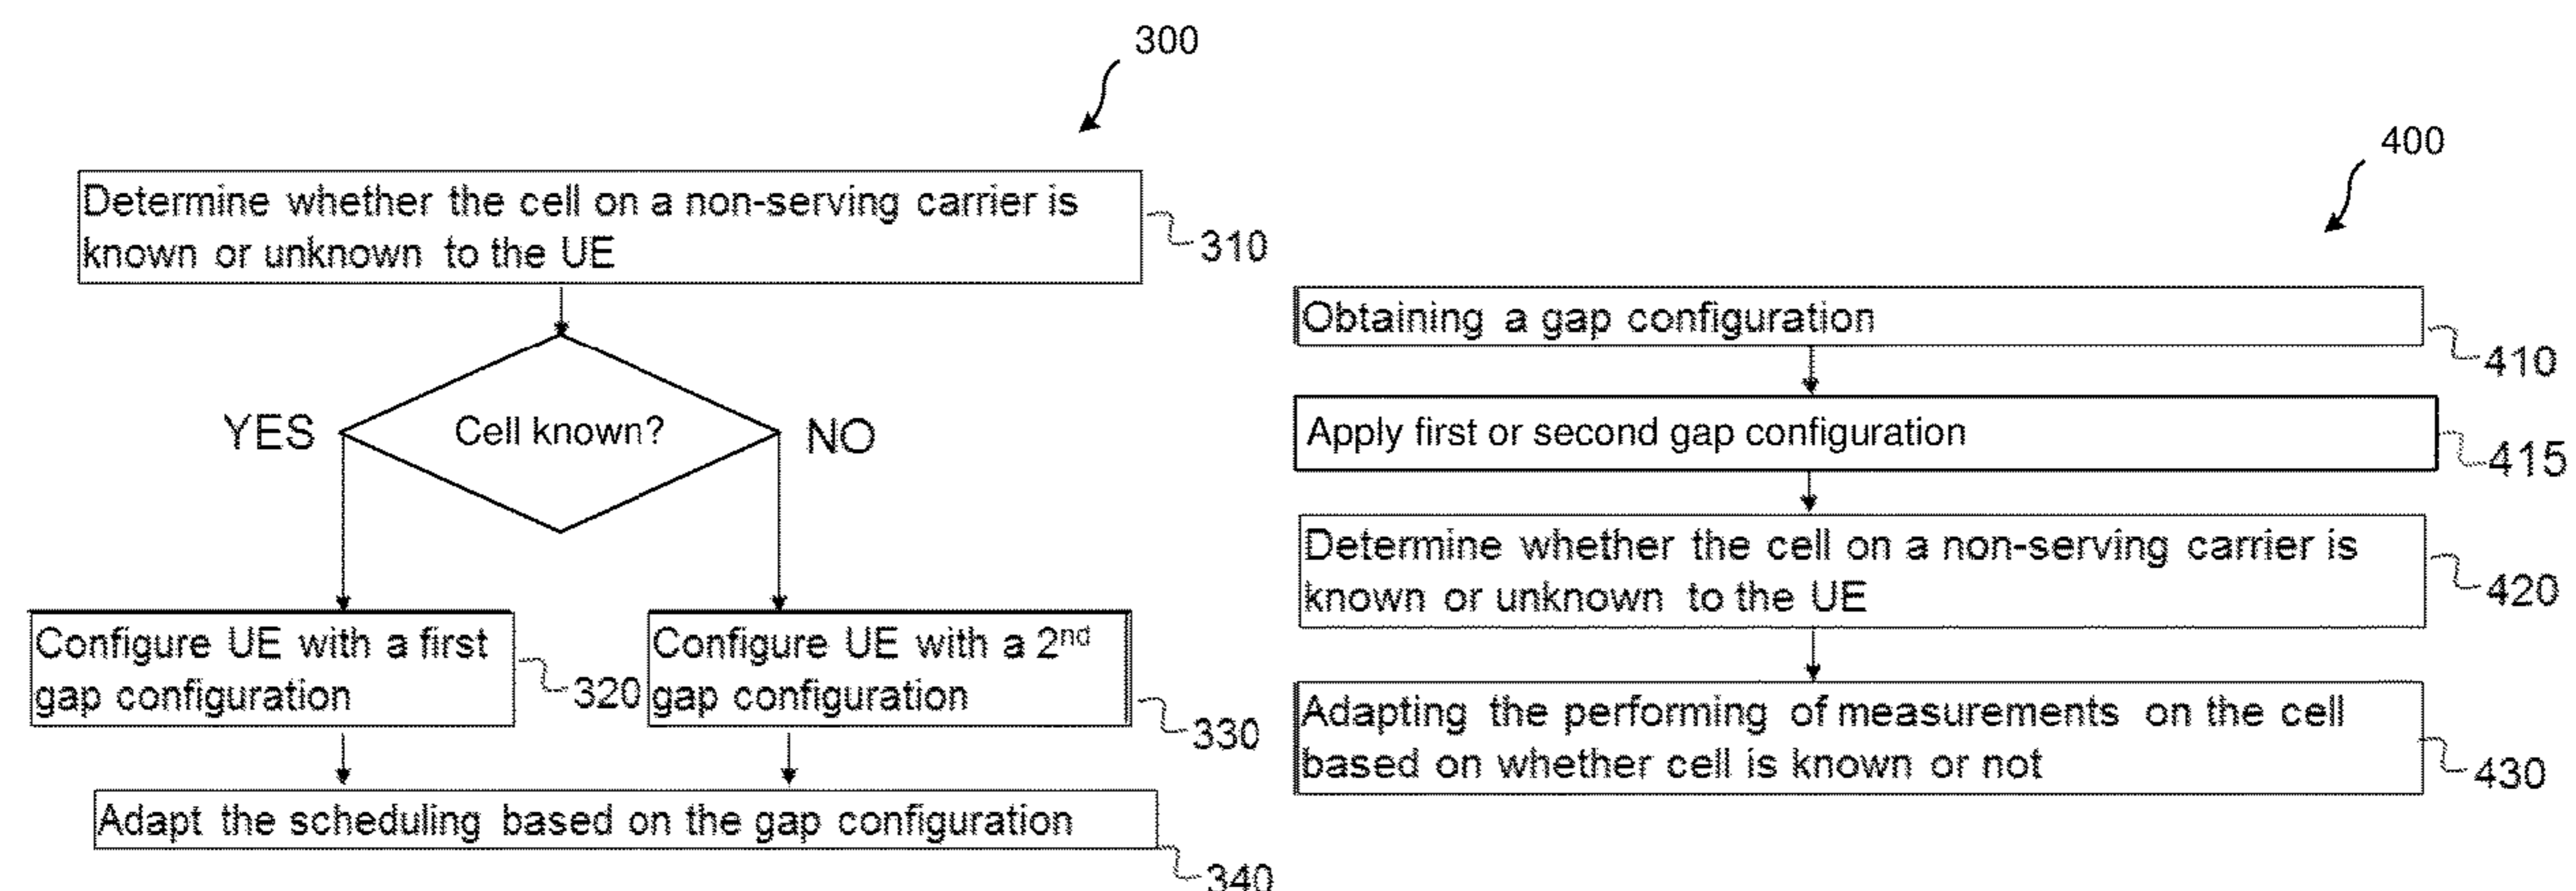 300
Determine whether the cell on a non-serving carrier is
known or unknown to the UE
310
YES
Cell known?
NO
Configure UE with a first
gap configuration
320
Configure UE with a 2nd
gap configuration
330
Adapt the scheduling based on the gap configuration
340
400
Obtaining a gap configuration
410
Apply first or second gap configuration
415
Determine whether the cell on a non-serving carrier is
known or unknown to the UE
420
Adapting the performing of measurements on the cell
based on whether cell is known or not
430